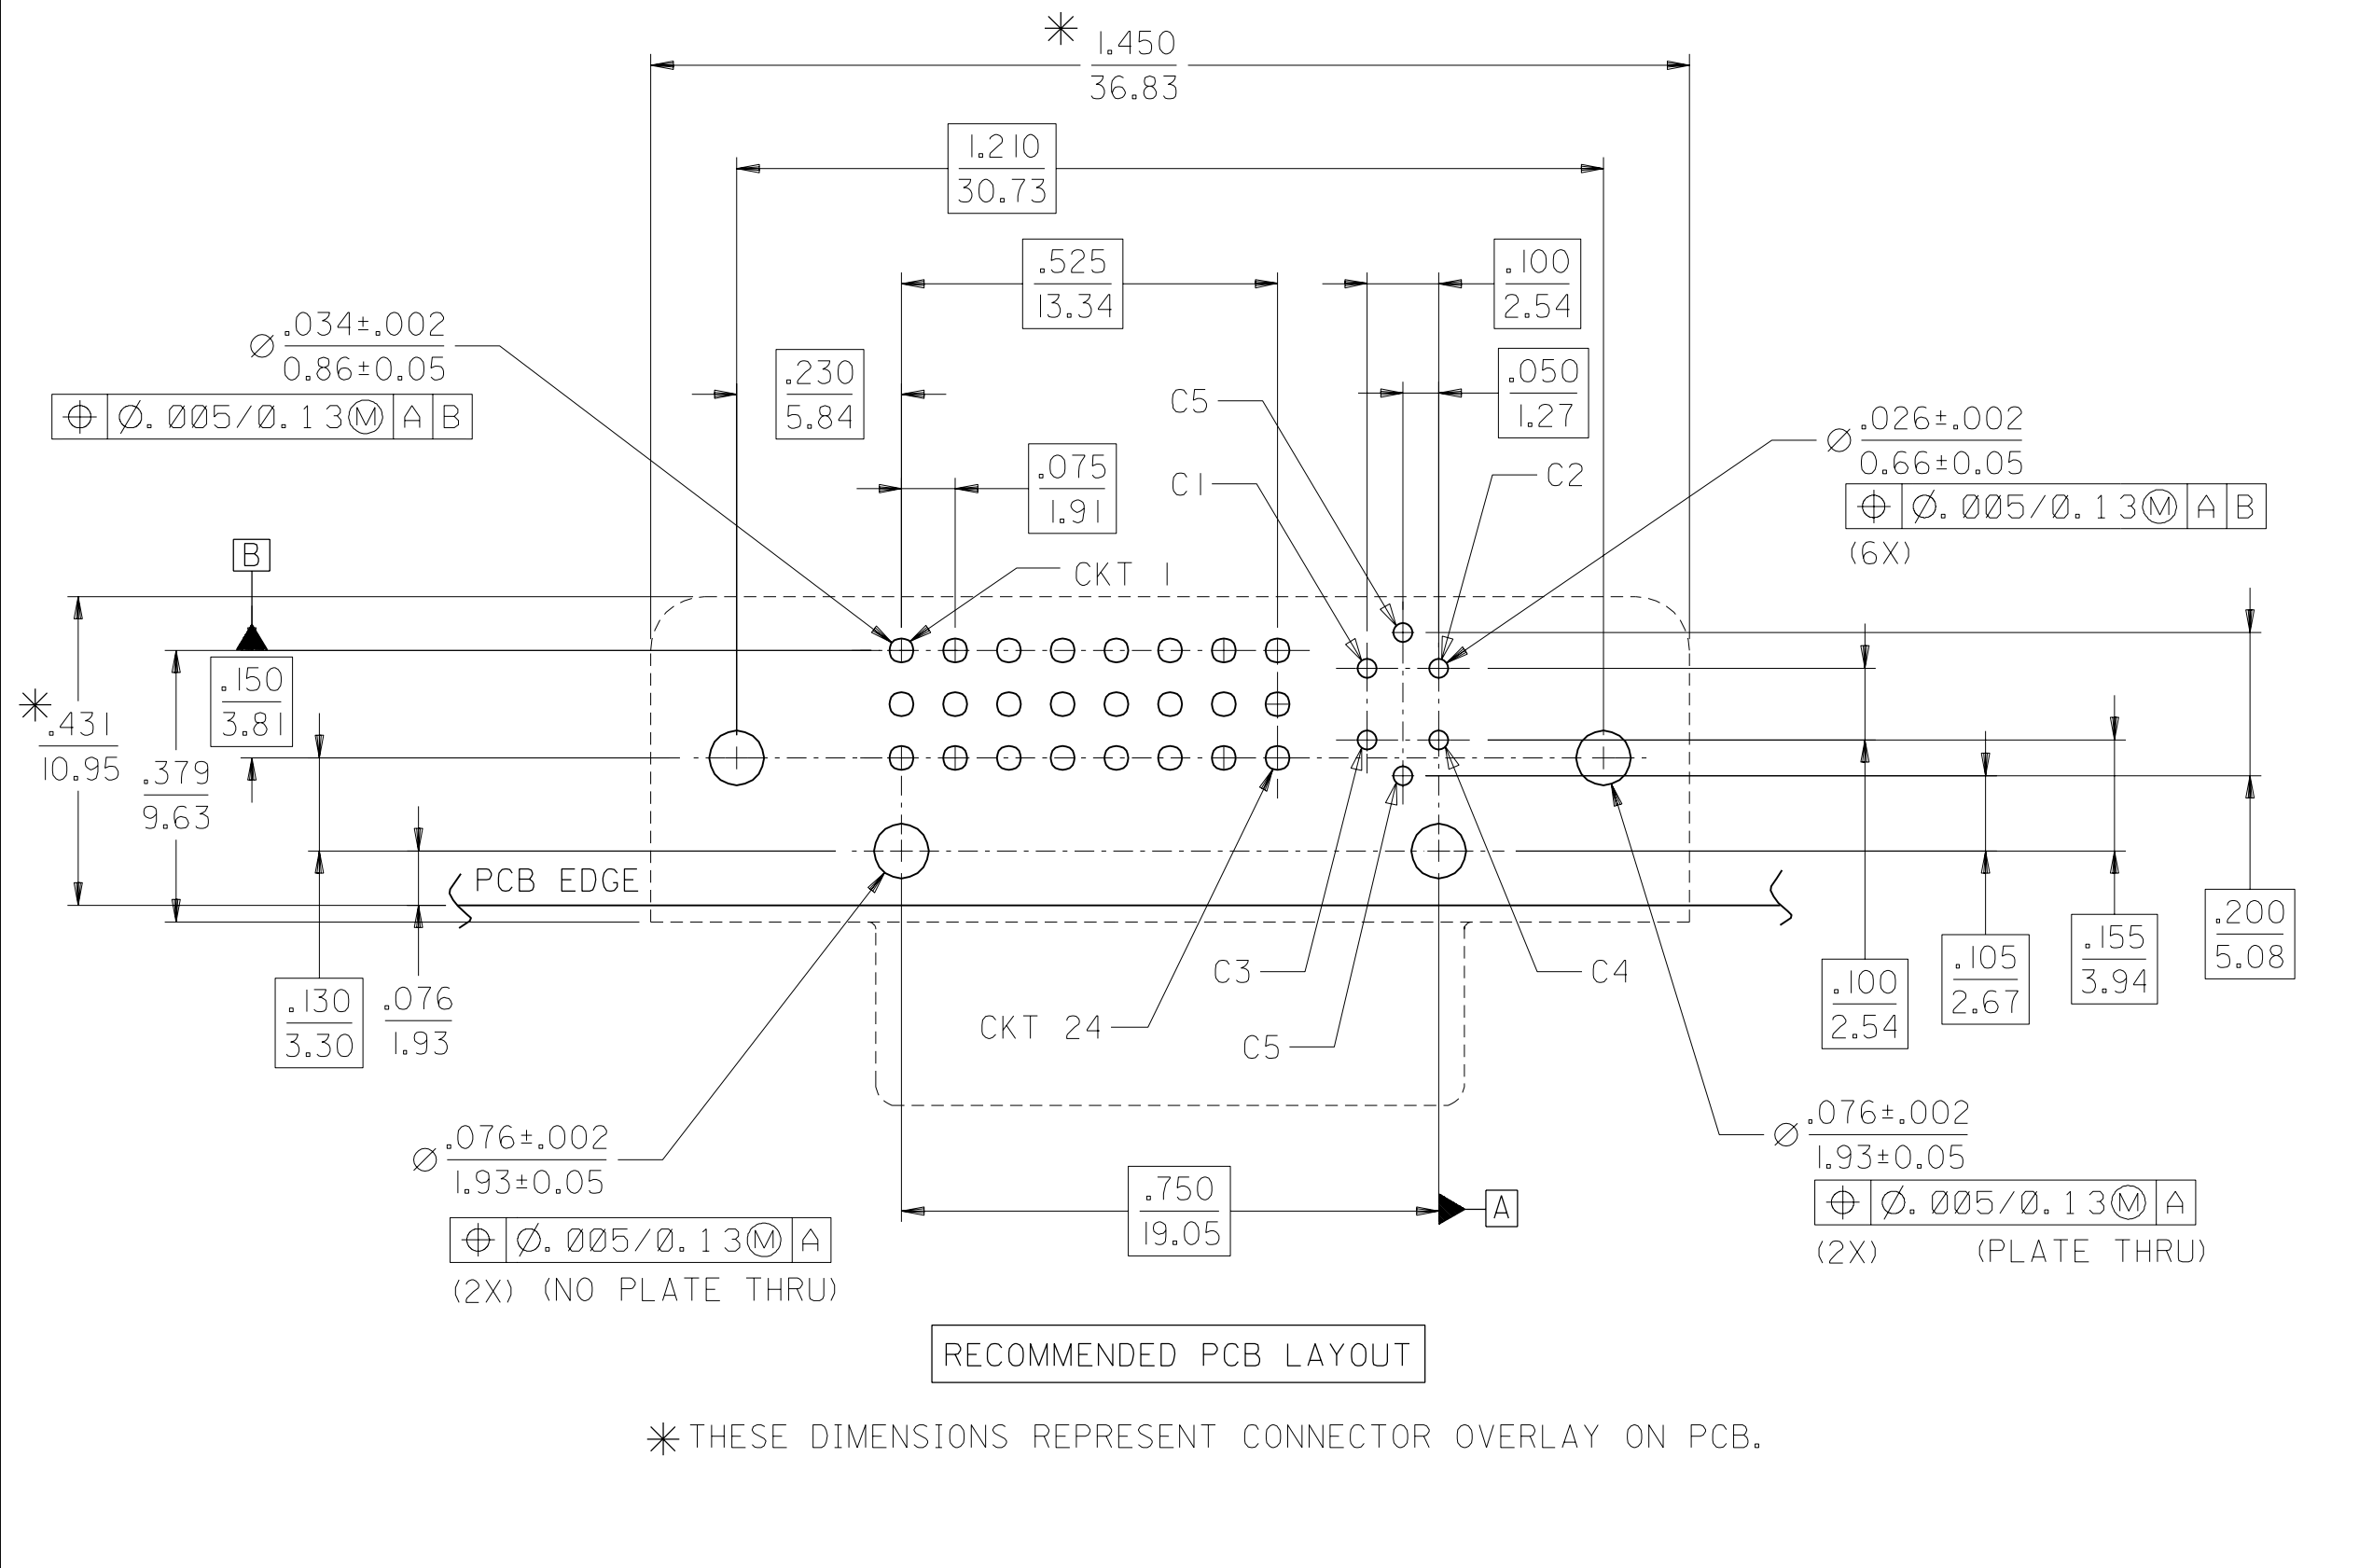 * 1.450
36.83
1.210
30.73
.525
13.34
.100
2.54
⌀ .034±.002
0.86±0.05
⌖ Ø.005/0.13Ⓜ A B
.230
5.84
C5
.050
1.27
⌀ .026±.002
0.66±0.05
⌖ Ø.005/0.13Ⓜ A B
(6X)
.075
1.91
C1
C2
B
CKT 1
.150
3.81
* .431
10.95
.379
9.63
PCB EDGE
.130
3.30
.076
1.93
C3
C4
CKT 24
C5
.100
2.54
.105
2.67
.155
3.94
.200
5.08
⌀ .076±.002
1.93±0.05
⌖ Ø.005/0.13Ⓜ A
(2X) (NO PLATE THRU)
.750
19.05
A
⌀ .076±.002
1.93±0.05
⌖ Ø.005/0.13Ⓜ A
(2X) (PLATE THRU)
RECOMMENDED PCB LAYOUT
* THESE DIMENSIONS REPRESENT CONNECTOR OVERLAY ON PCB.